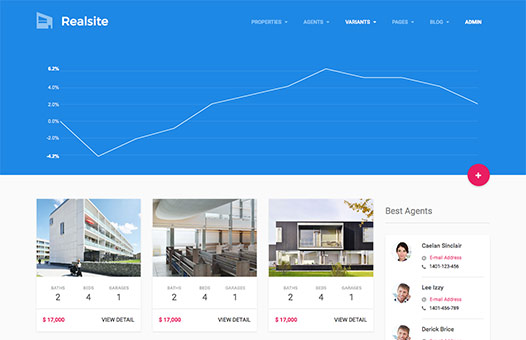 Realsite
PROPERTIES AGENTS VARIANTS PAGES BLOG ADMIN
6.2%
4.0%
2.0%
0.0%
-2.0%
-4.2%
+
Best Agents
BATHS BEDS GARAGES
2 4 1
$ 17,000 VIEW DETAIL
BATHS BEDS GARAGES
2 4 1
$ 17,000 VIEW DETAIL
BATHS BEDS GARAGES
2 4 1
$ 17,000 VIEW DETAIL
Caelan Sinclair
@ E-mail Address
1401-123-456
Lee Izzy
@ E-mail Address
1401-456-789
Derick Brice